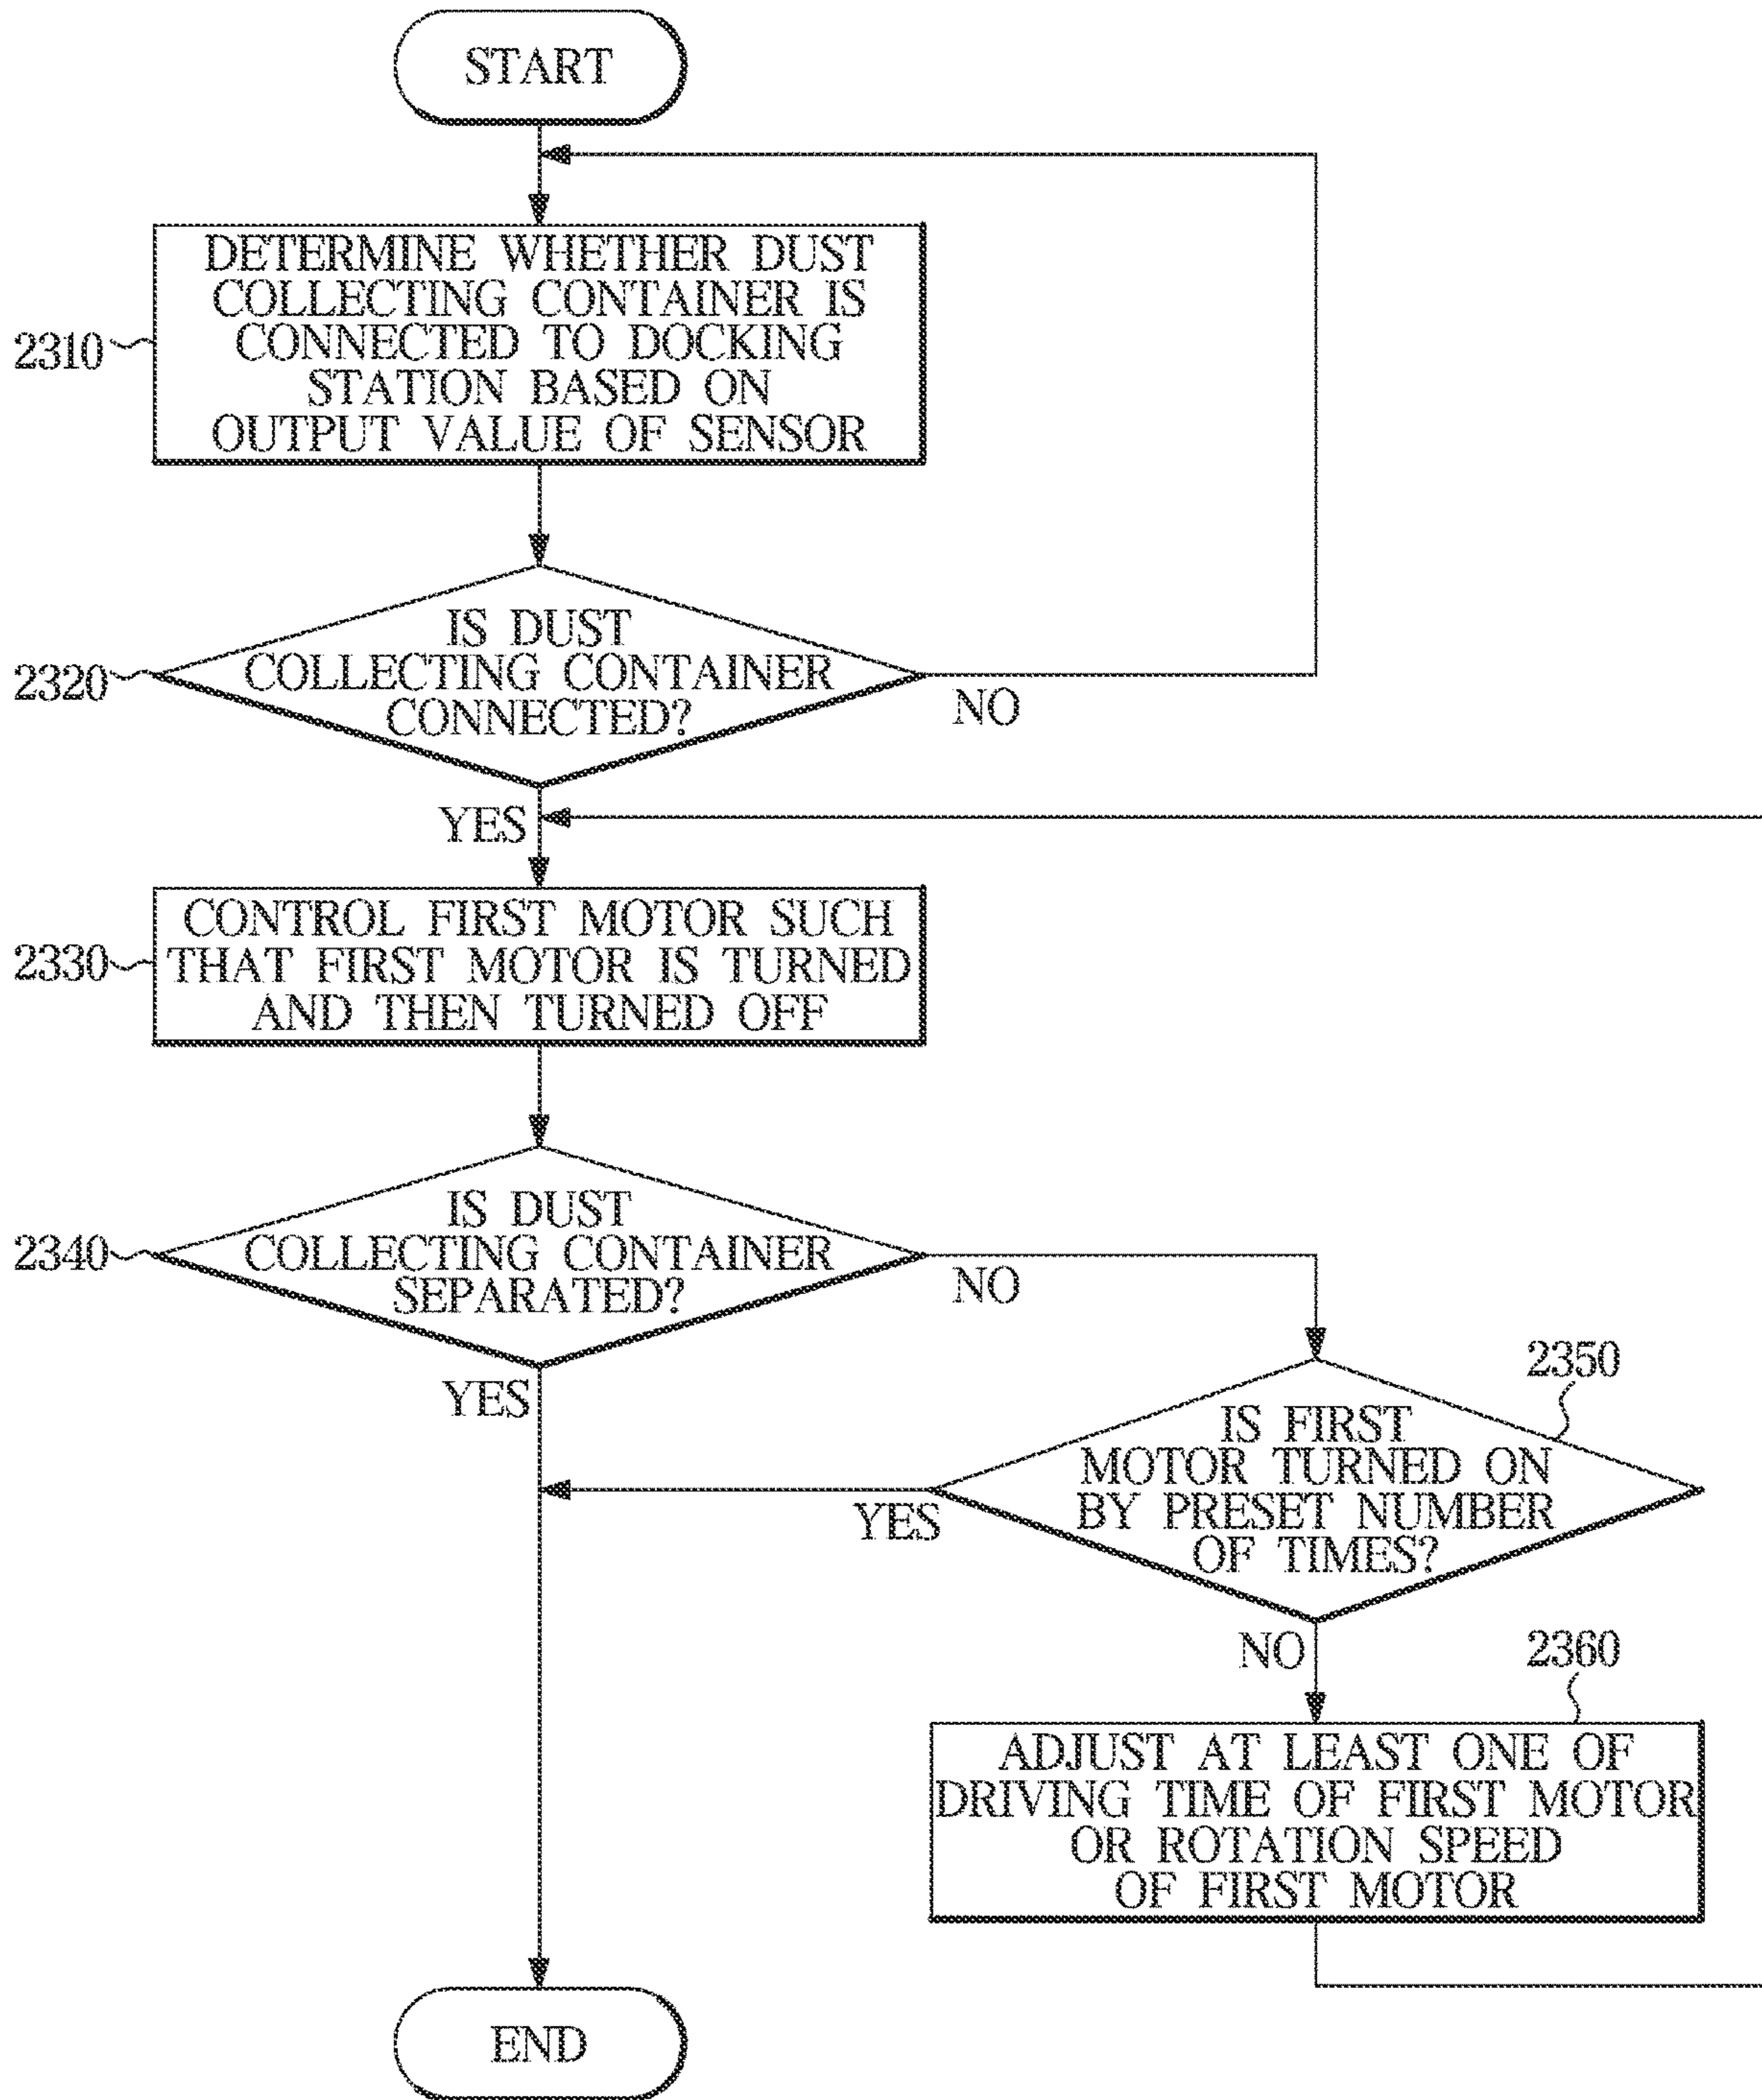 START
DETERMINE WHETHER DUST
COLLECTING CONTAINER IS
CONNECTED TO DOCKING
STATION BASED ON
OUTPUT VALUE OF SENSOR
2310
IS DUST
COLLECTING CONTAINER
CONNECTED?
2320
NO
YES
CONTROL FIRST MOTOR SUCH
THAT FIRST MOTOR IS TURNED
AND THEN TURNED OFF
2330
IS DUST
COLLECTING CONTAINER
SEPARATED?
2340
NO
YES
2350
IS FIRST
MOTOR TURNED ON
BY PRESET NUMBER
OF TIMES?
YES
NO
2360
ADJUST AT LEAST ONE OF
DRIVING TIME OF FIRST MOTOR
OR ROTATION SPEED
OF FIRST MOTOR
END